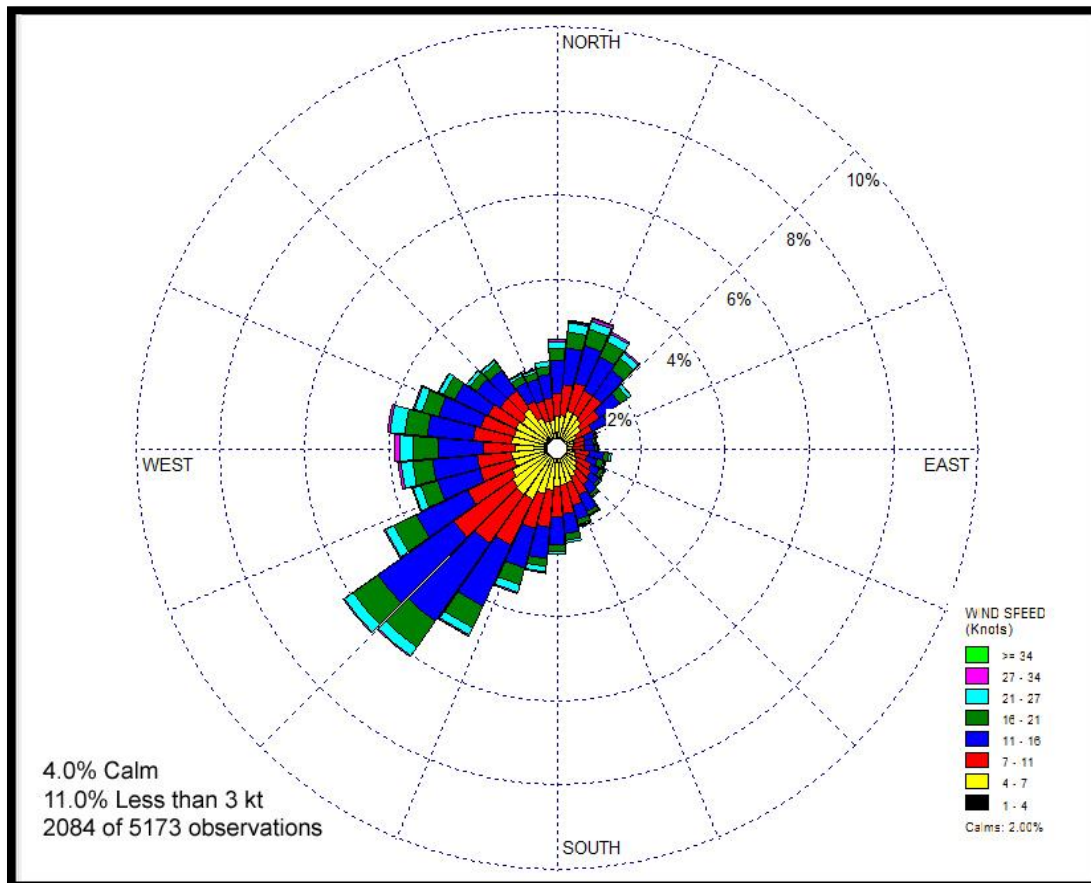 NORTH
10%
8%
6%
4%
2%
WEST
EAST
SOUTH
WIND SPEED
(Knots)
>= 34
27 - 34
21 - 27
16 - 21
11 - 16
7 - 11
4 - 7
1 - 4
Calms: 2.00%
4.0% Calm
11.0% Less than 3 kt
2084 of 5173 observations